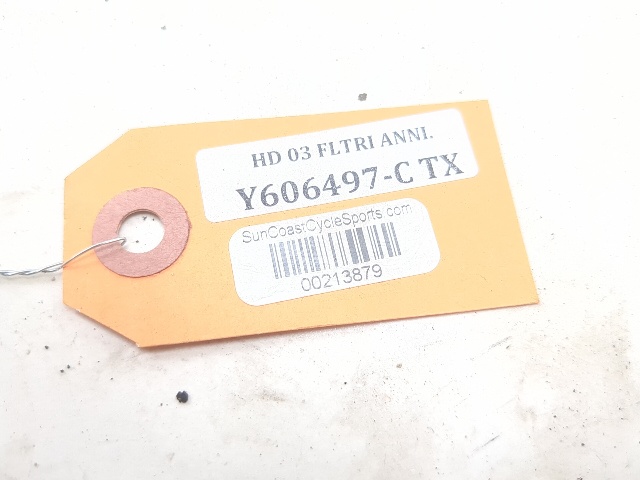 HD 03 FLTRI ANNI.
Y606497-C TX
SunCoastCycleSports.com
00213879